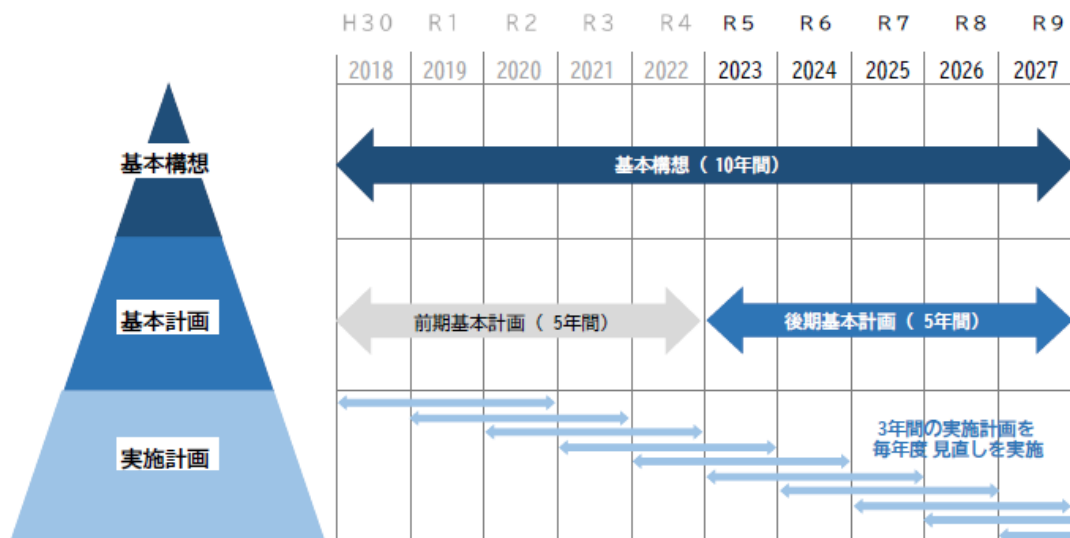 H30 R1 R2 R3 R4 R5 R6 R7 R8 R9
2018 2019 2020 2021 2022 2023 2024 2025 2026 2027
基本構想
基本構想（ 10年間）
基本計画
前期基本計画（ 5年間）
後期基本計画（ 5年間）
実施計画
3年間の実施計画を
毎年度 見直しを実施